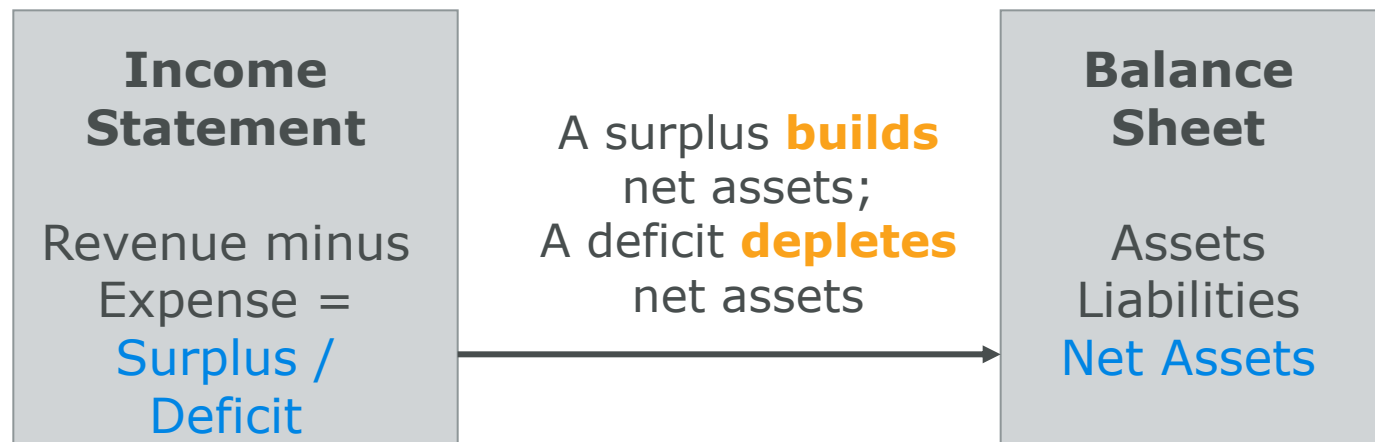 Income
Statement
Revenue minus
Expense =
Surplus /
Deficit
A surplus builds
net assets;
A deficit depletes
net assets
Balance
Sheet
Assets
Liabilities
Net Assets